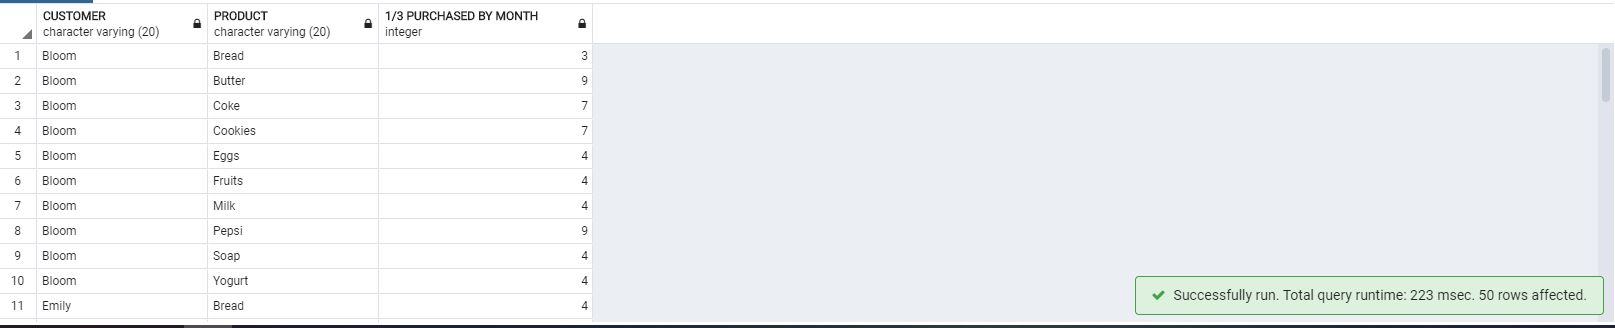 CUSTOMER PRODUCT 1/3 PURCHASED BY MONTH
character varying (20) character varying (20) integer
1 Bloom Bread 3
2 Bloom Butter 9
3 Bloom Coke 7
4 Bloom Cookies 7
5 Bloom Eggs 4
6 Bloom Fruits 4
7 Bloom Milk 4
8 Bloom Pepsi 9
9 Bloom Soap 4
10 Bloom Yogurt 4
11 Emily Bread 4
Successfully run. Total query runtime: 223 msec. 50 rows affected.